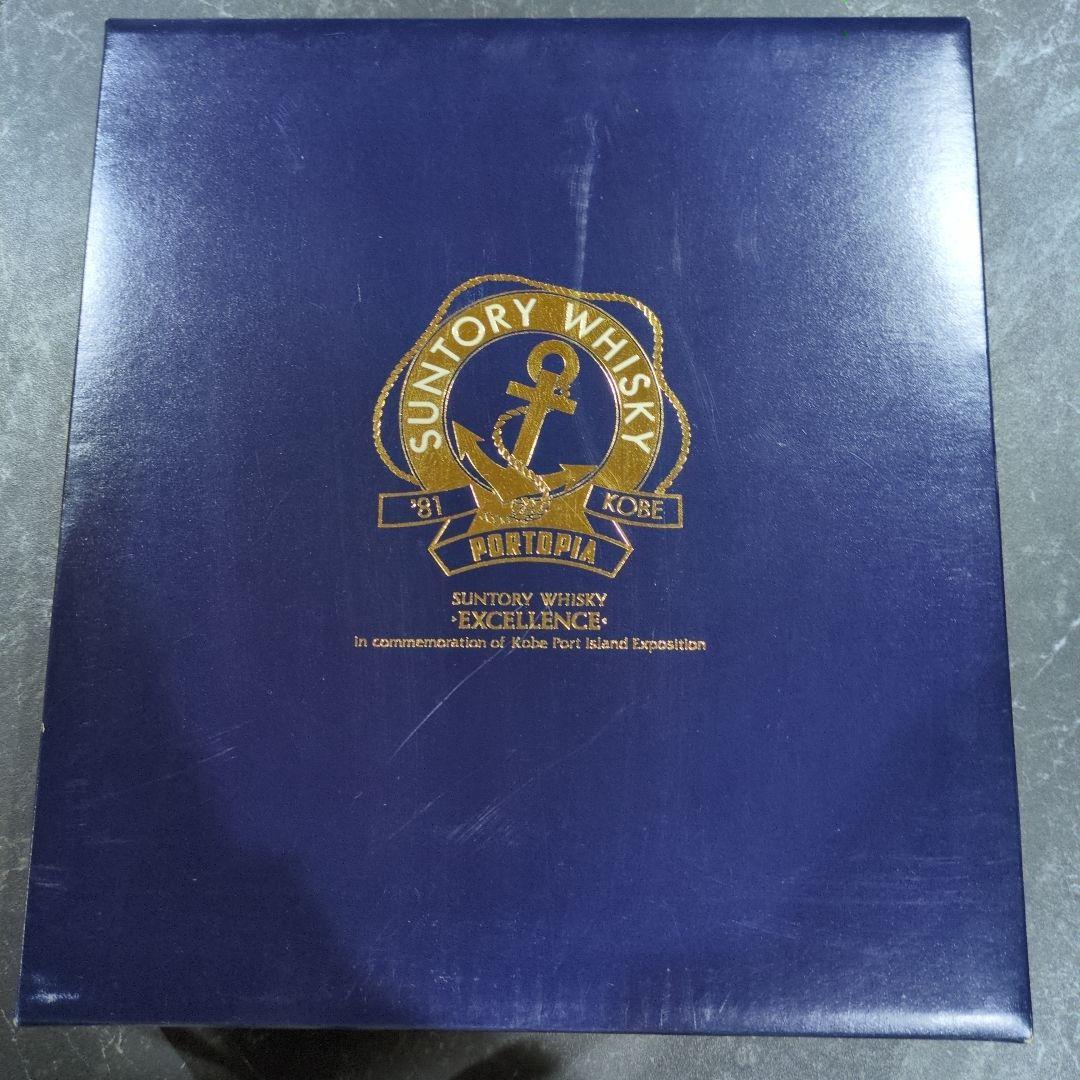 SUNTORY WHISKY
'81 KOBE
PORTOPIA
SUNTORY WHISKY
·EXCELLENCE·
in commemoration of Kobe Port Island Exposition